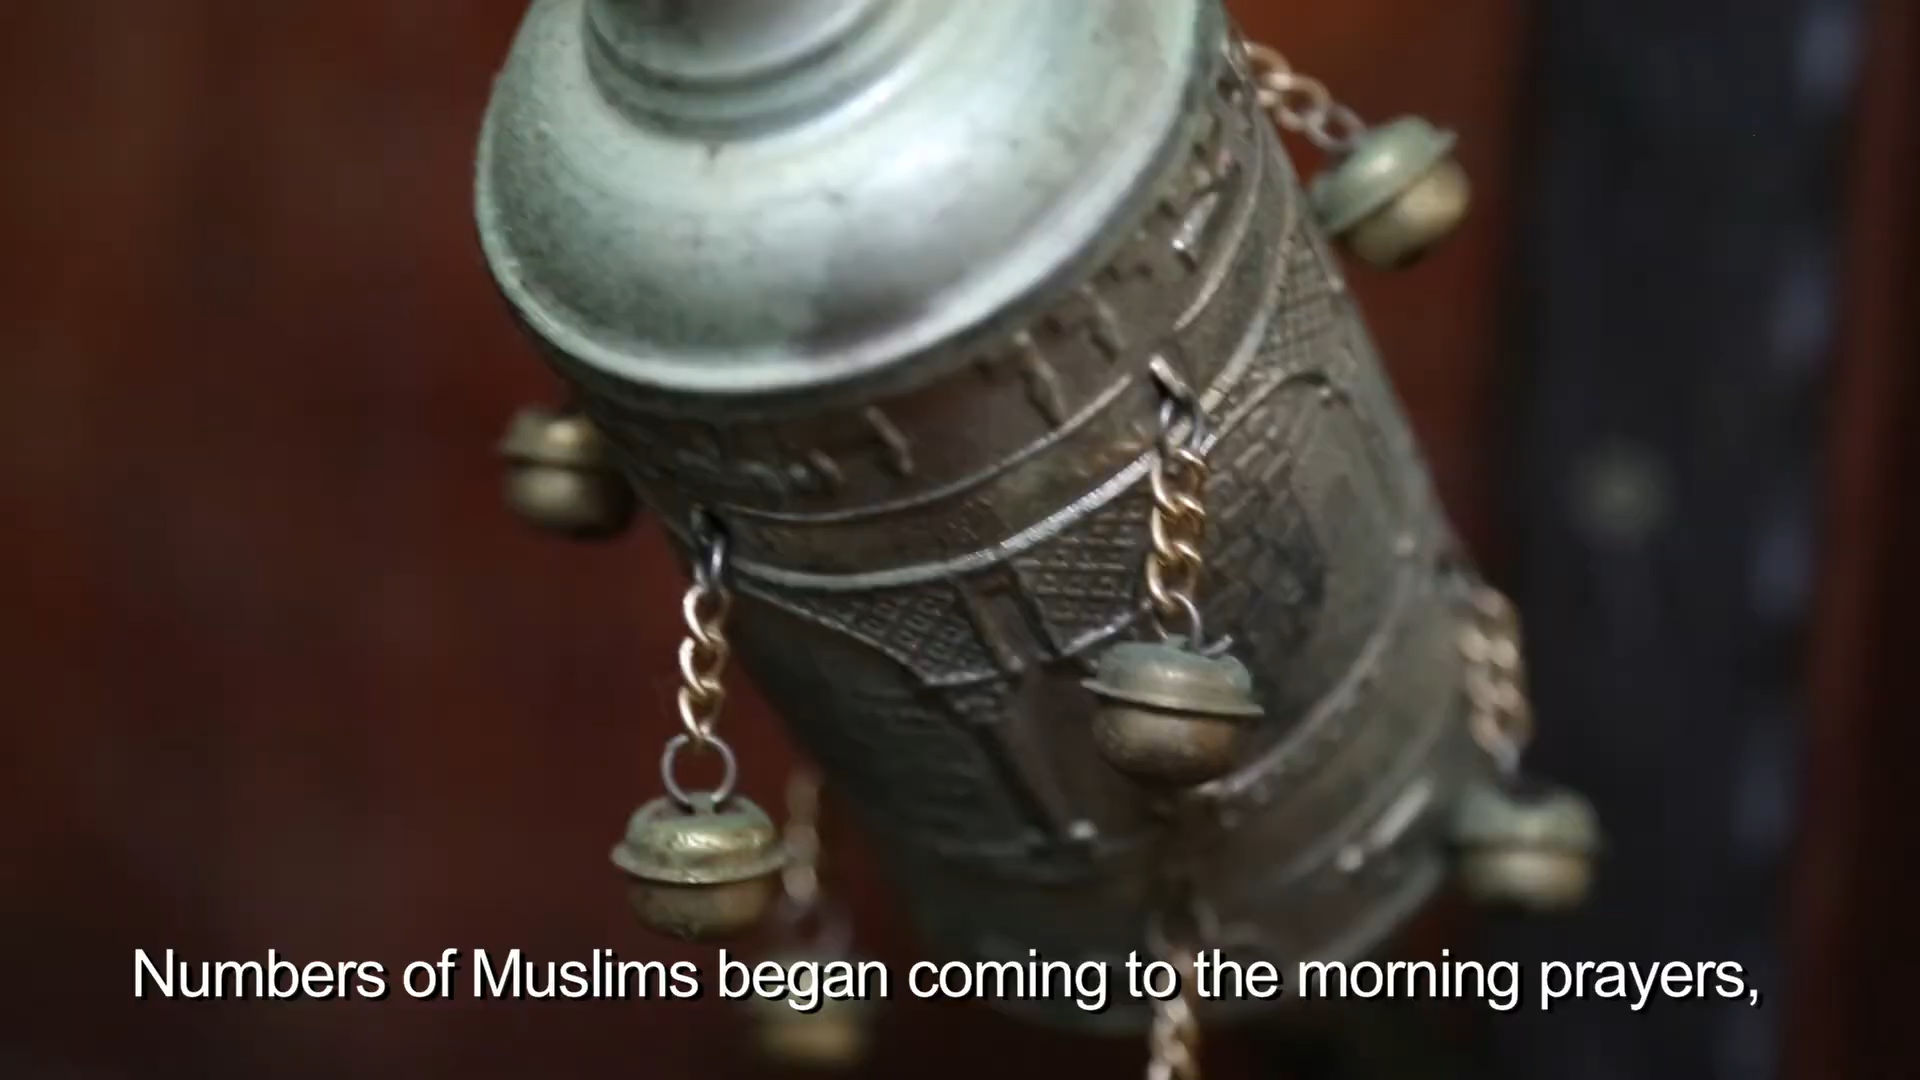 Numbers of Muslims began coming to the morning prayers,